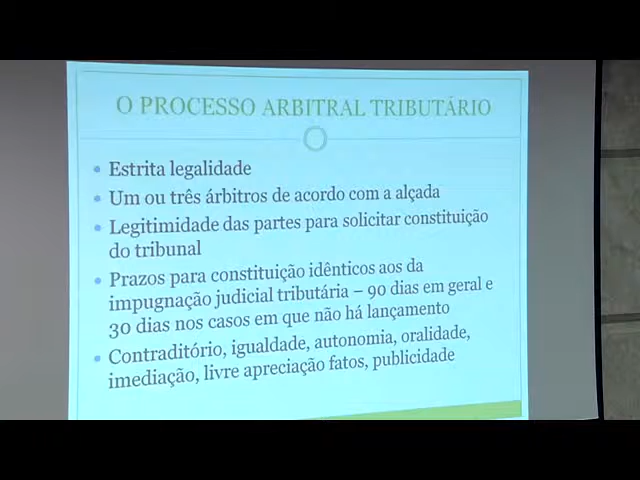 O PROCESSO ARBITRAL TRIBUTÁRIO
• Estrita legalidade
• Um ou três árbitros de acordo com a alçada
• Legitimidade das partes para solicitar constituição
do tribunal
• Prazos para constituição idênticos aos da
impugnação judicial tributária – 90 dias em geral e
30 dias nos casos em que não há lançamento
• Contraditório, igualdade, autonomia, oralidade,
imediação, livre apreciação fatos, publicidade